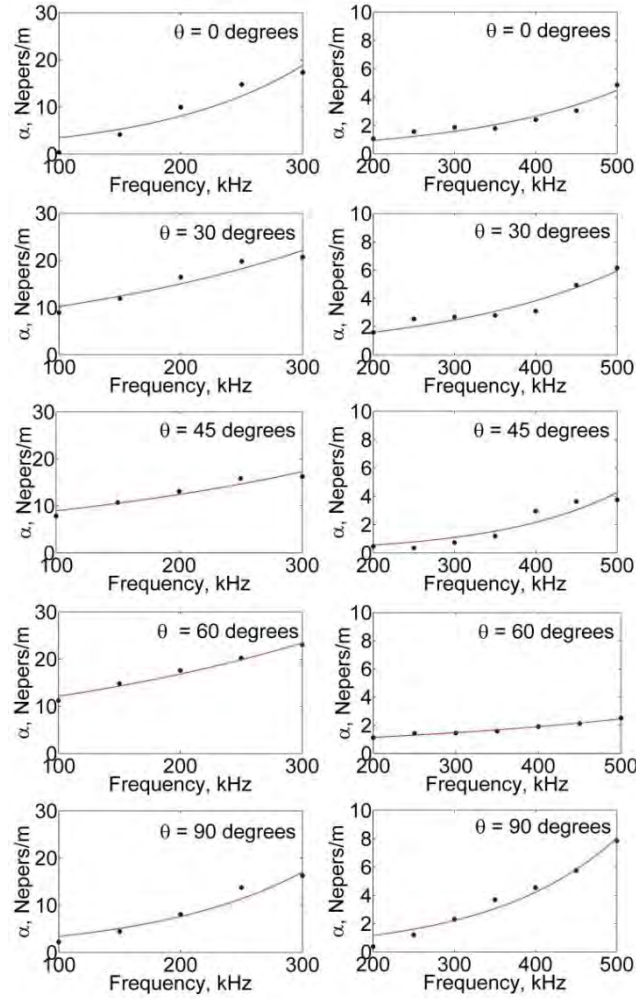 30
20
10
0
θ = 0 degrees
α, Nepers/m
100 200 300
Frequency, kHz
10
8
6
4
2
0
θ = 0 degrees
α, Nepers/m
200 300 400 500
Frequency, kHz
30
20
10
0
θ = 30 degrees
α, Nepers/m
100 200 300
Frequency, kHz
10
8
6
4
2
0
θ = 30 degrees
α, Nepers/m
200 300 400 500
Frequency, kHz
30
20
10
0
θ = 45 degrees
α, Nepers/m
100 200 300
Frequency, kHz
10
8
6
4
2
0
θ = 45 degrees
α, Nepers/m
200 300 400 500
Frequency, kHz
30
20
10
0
θ = 60 degrees
α, Nepers/m
100 200 300
Frequency, kHz
10
8
6
4
2
0
θ = 60 degrees
α, Nepers/m
200 300 400 500
Frequency, kHz
30
20
10
0
θ = 90 degrees
α, Nepers/m
100 200 300
Frequency, kHz
10
8
6
4
2
0
θ = 90 degrees
α, Nepers/m
200 300 400 500
Frequency, kHz